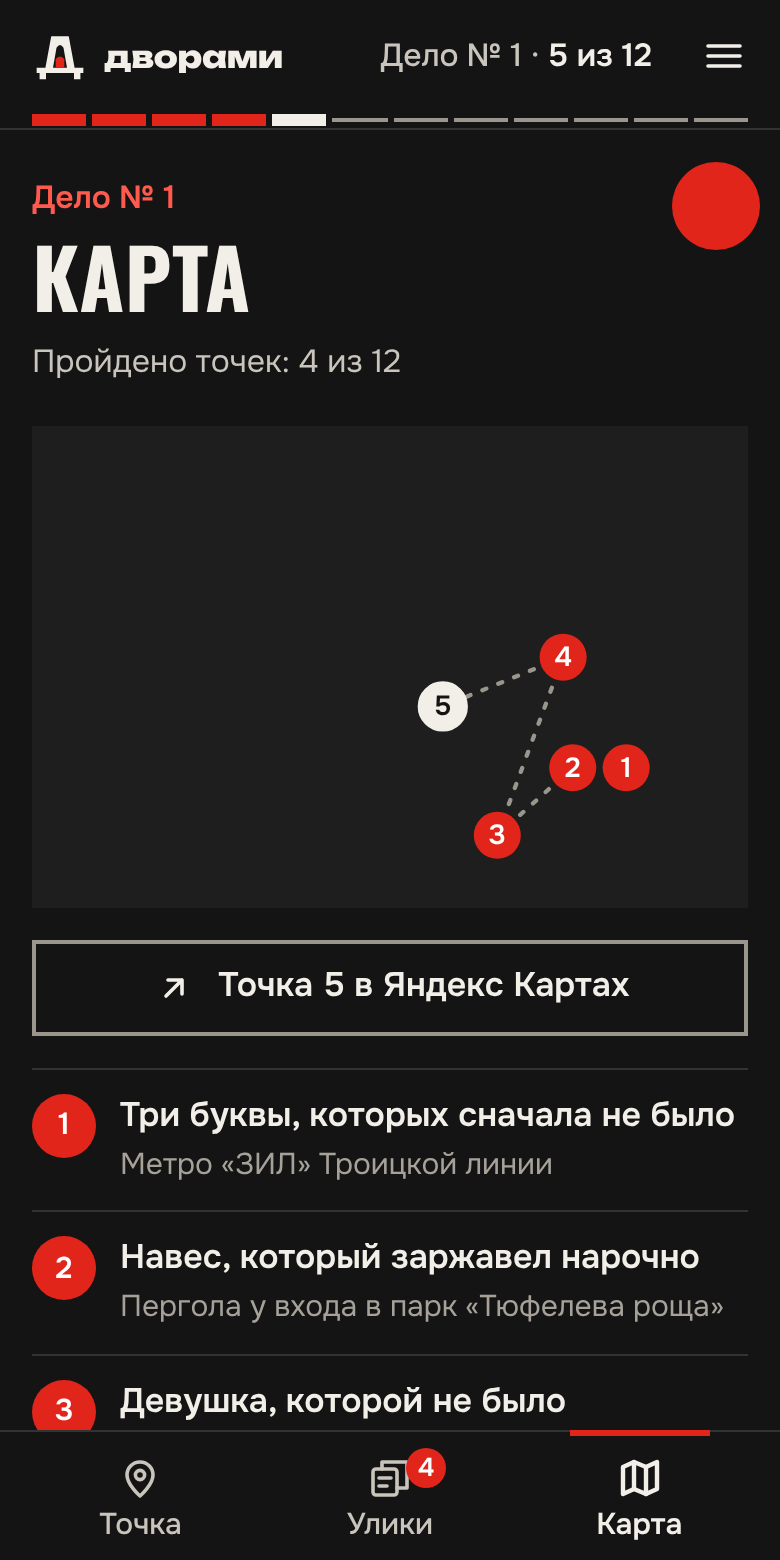 дворами
Дело № 1 · 5 из 12
Дело № 1
КАРТА
Пройдено точек: 4 из 12
4
5
2
1
3
Точка 5 в Яндекс Картах
1
Три буквы, которых сначала не было
Метро «ЗИЛ» Троицкой линии
2
Навес, который заржавел нарочно
Пергола у входа в парк «Тюфелева роща»
3
Девушка, которой не было
4
Точка
Улики
Карта